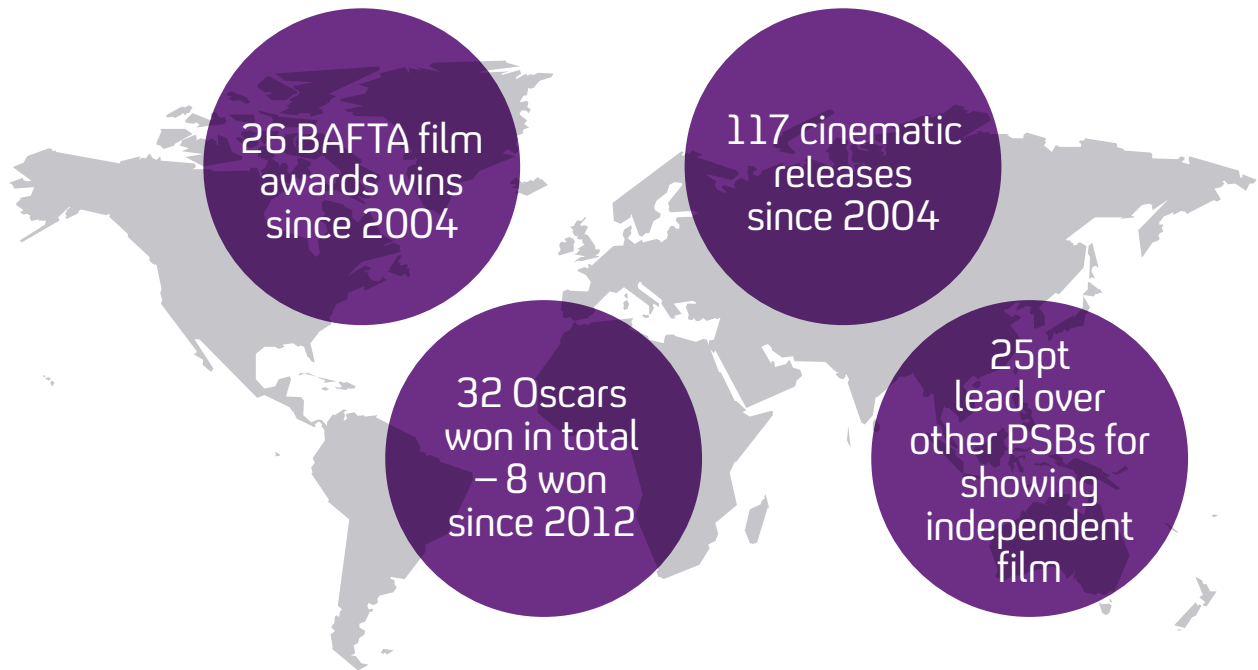 26 BAFTA film
awards wins
since 2004
117 cinematic
releases
since 2004
32 Oscars
won in total
– 8 won
since 2012
25pt
lead over
other PSBs for
showing
independent
film